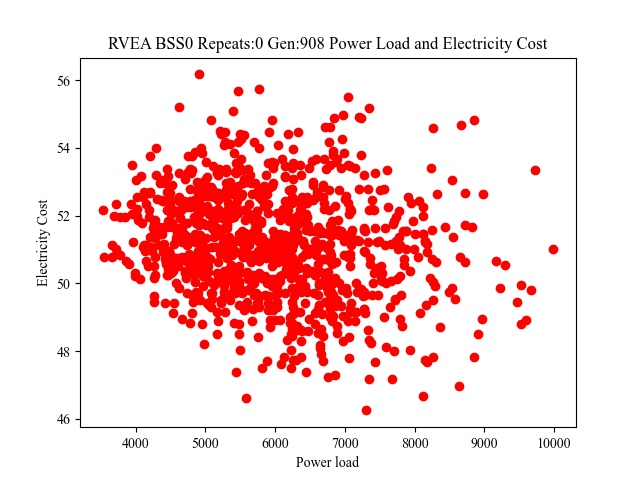 RVEA BSS0 Repeats:0 Gen:908 Power Load and Electricity Cost
56
54
52
50
48
46
Electricity Cost
4000 5000 6000 7000 8000 9000 10000
Power load